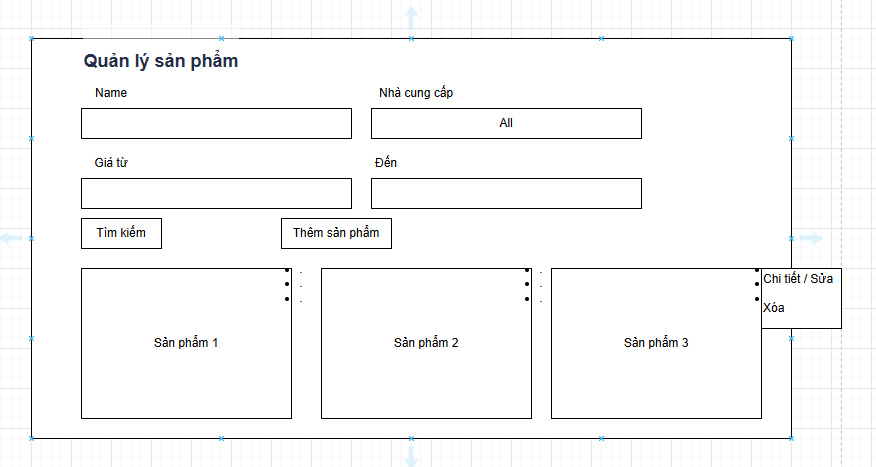 Quản lý sản phẩm
Name
Nhà cung cấp
All
Giá từ
Đến
Tìm kiếm
Thêm sản phẩm
Chi tiết / Sửa
Xóa
Sản phẩm 1
Sản phẩm 2
Sản phẩm 3